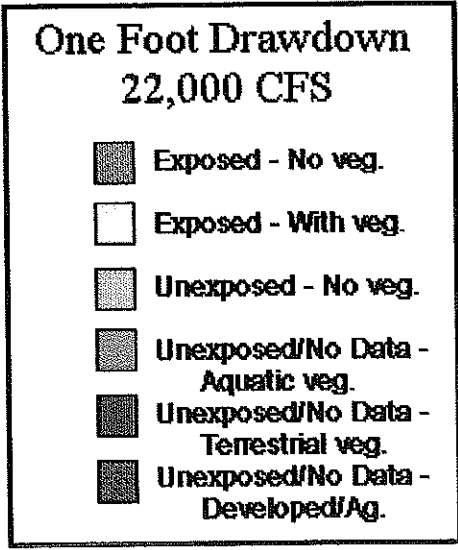 One Foot Drawdown
22,000 CFS
Exposed - No veg.
Exposed - With veg.
Unexposed - No veg.
Unexposed/No Data -
Aquatic veg.
Unexposed/No Data -
Terrestrial veg.
Unexposed/No Data -
Developed/Ag.